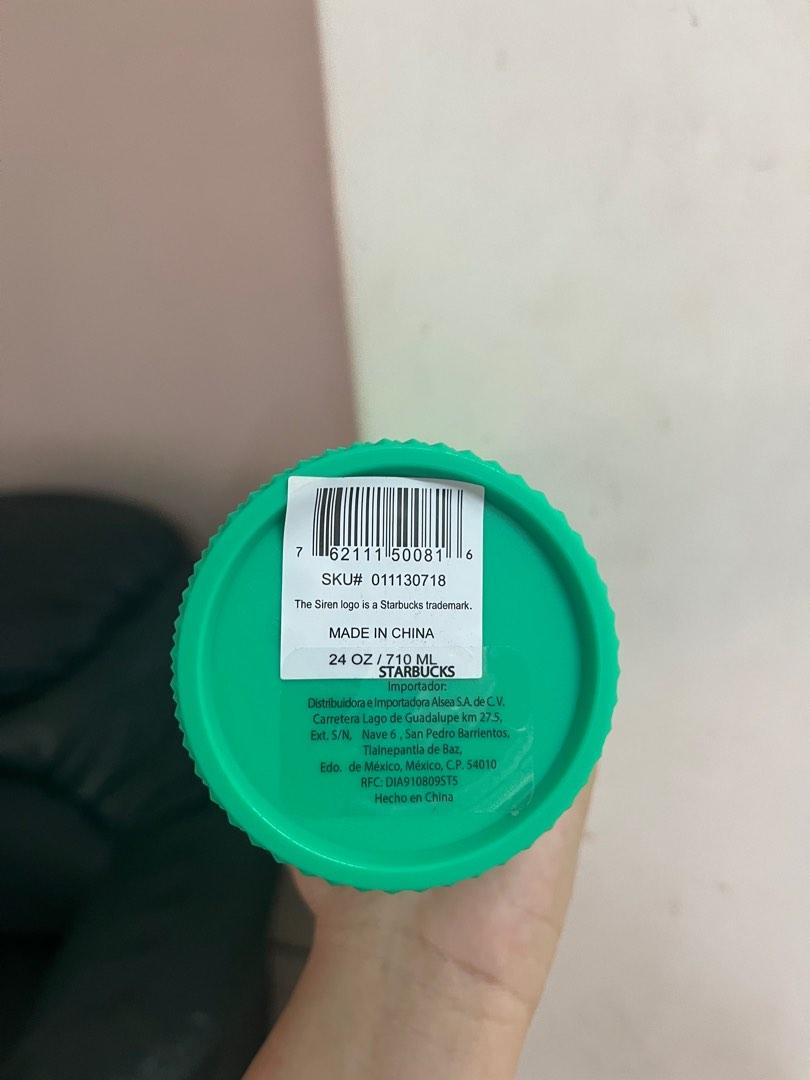 7 62111 50081 6
SKU# 011130718
The Siren logo is a Starbucks trademark.
MADE IN CHINA
24 OZ / 710 ML
STARBUCKS
Importador:
Distribuidora e Importadora Alsea S.A. de C.V.
Carretera Lago de Guadalupe km 27.5,
Ext. S/N, Nave 6 , San Pedro Barrientos,
Tlalnepantla de Baz,
Edo. de México, México, C.P. 54010
RFC: DIA910809ST5
Hecho en China